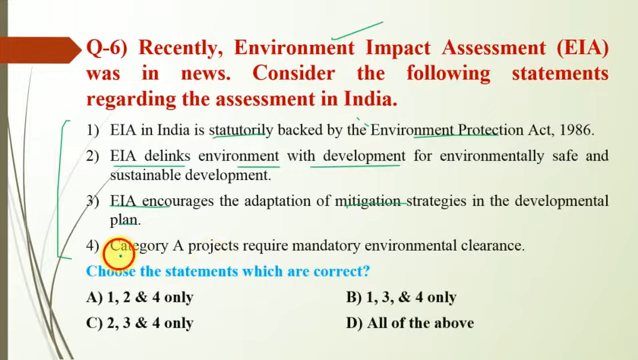 Q-6) Recently, Environment Impact Assessment (EIA)
was in news. Consider the following statements
regarding the assessment in India.
1) EIA in India is statutorily backed by the Environment Protection Act, 1986.
2) EIA delinks environment with development for environmentally safe and
sustainable development.
3) EIA encourages the adaptation of mitigation strategies in the developmental
plan.
4) Category A projects require mandatory environmental clearance.
Choose the statements which are correct?
A) 1, 2 & 4 only
B) 1, 3, & 4 only
C) 2, 3 & 4 only
D) All of the above